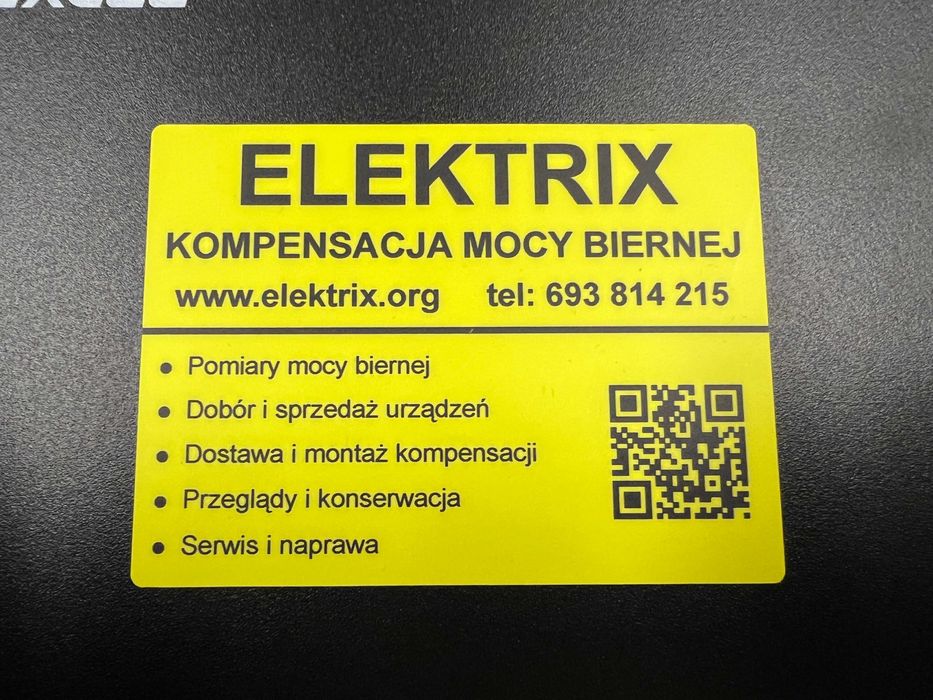 ELEKTRIX
KOMPENSACJA MOCY BIERNEJ
www.elektrix.org tel: 693 814 215
• Pomiary mocy biernej
• Dobór i sprzedaż urządzeń
• Dostawa i montaż kompensacji
• Przeglądy i konserwacja
• Serwis i naprawa